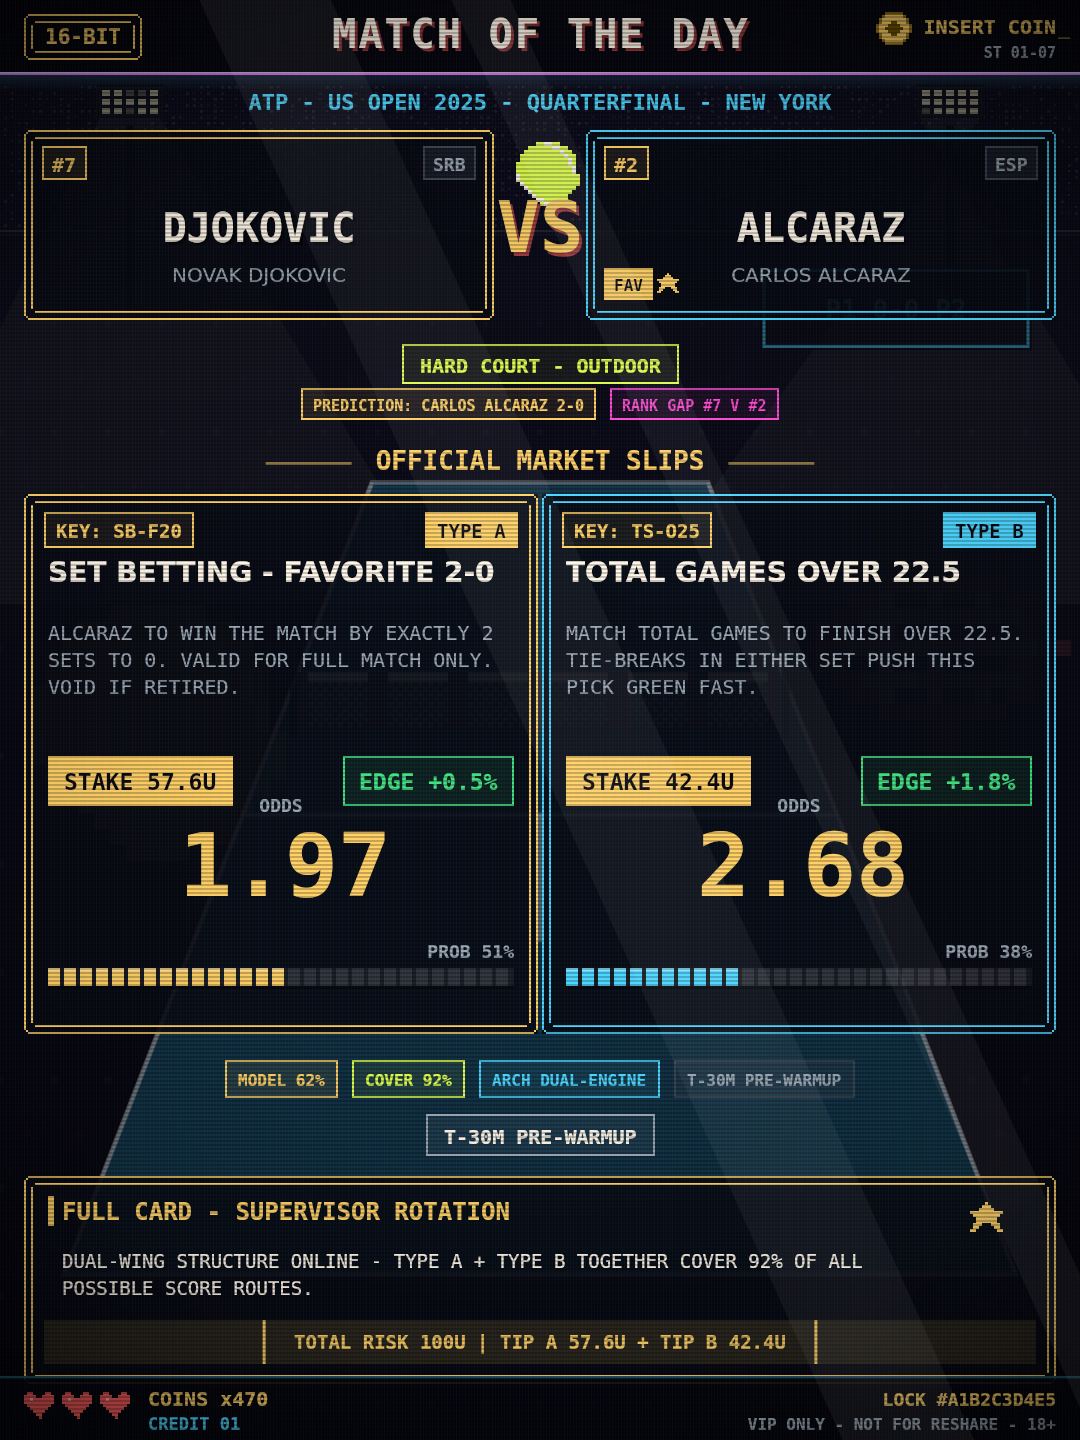 16-BIT
MATCH OF THE DAY
INSERT COIN_
ST 01-07
ATP - US OPEN 2025 - QUARTERFINAL - NEW YORK
#7
SRB
DJOKOVIC
NOVAK DJOKOVIC
VS
#2
ESP
ALCARAZ
CARLOS ALCARAZ
FAV
P1 0-0 P2
HARD COURT - OUTDOOR
PREDICTION: CARLOS ALCARAZ 2-0
RANK GAP #7 V #2
OFFICIAL MARKET SLIPS
KEY: SB-F20
TYPE A
SET BETTING - FAVORITE 2-0
ALCARAZ TO WIN THE MATCH BY EXACTLY 2
SETS TO 0. VALID FOR FULL MATCH ONLY.
VOID IF RETIRED.
STAKE 57.6U
EDGE +0.5%
ODDS
1.97
PROB 51%
KEY: TS-O25
TYPE B
TOTAL GAMES OVER 22.5
MATCH TOTAL GAMES TO FINISH OVER 22.5.
TIE-BREAKS IN EITHER SET PUSH THIS
PICK GREEN FAST.
STAKE 42.4U
EDGE +1.8%
ODDS
2.68
PROB 38%
MODEL 62%
COVER 92%
ARCH DUAL-ENGINE
T-30M PRE-WARMUP
T-30M PRE-WARMUP
FULL CARD - SUPERVISOR ROTATION
DUAL-WING STRUCTURE ONLINE - TYPE A + TYPE B TOGETHER COVER 92% OF ALL
POSSIBLE SCORE ROUTES.
TOTAL RISK 100U | TIP A 57.6U + TIP B 42.4U
COINS x470
CREDIT 01
LOCK #A1B2C3D4E5
VIP ONLY - NOT FOR RESHARE - 18+